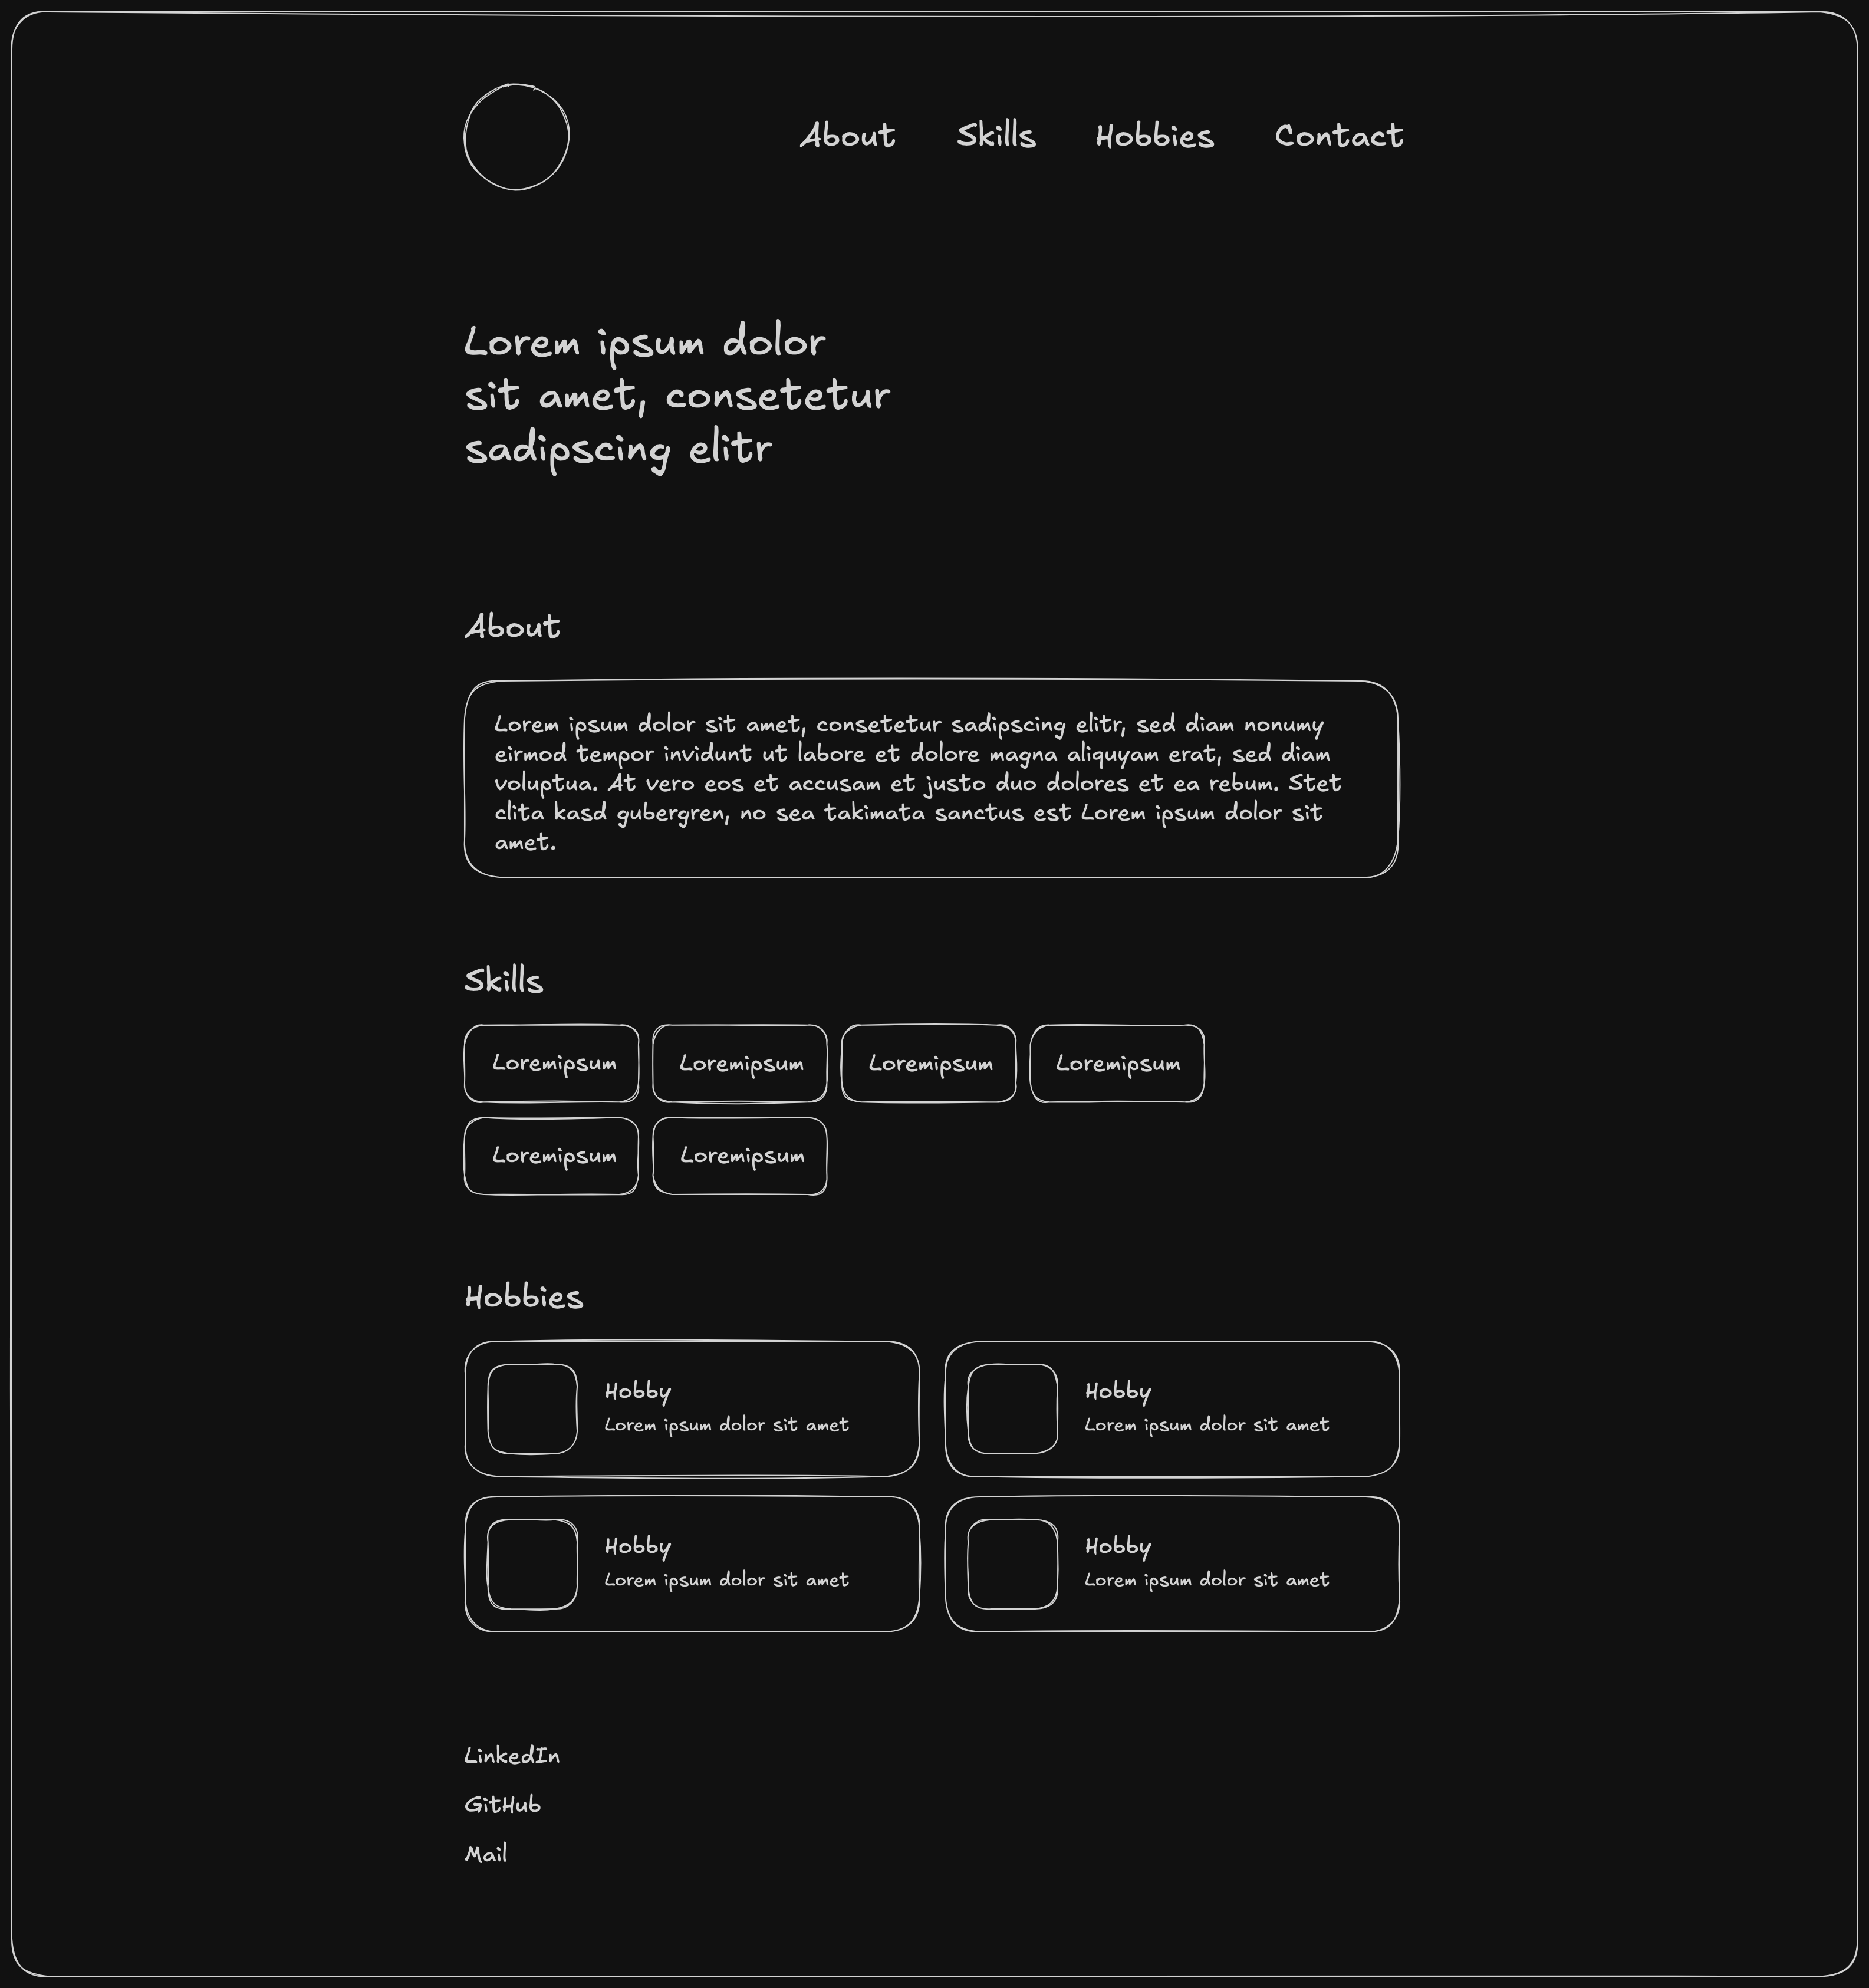 About Skills Hobbies Contact
Lorem ipsum dolor
sit amet, consetetur
sadipscing elitr
About
Lorem ipsum dolor sit amet, consetetur sadipscing elitr, sed diam nonumy
eirmod tempor invidunt ut labore et dolore magna aliquyam erat, sed diam
voluptua. At vero eos et accusam et justo duo dolores et ea rebum. Stet
clita kasd gubergren, no sea takimata sanctus est Lorem ipsum dolor sit
amet.
Skills
Loremipsum Loremipsum Loremipsum Loremipsum
Loremipsum Loremipsum
Hobbies
Hobby
Lorem ipsum dolor sit amet
Hobby
Lorem ipsum dolor sit amet
Hobby
Lorem ipsum dolor sit amet
Hobby
Lorem ipsum dolor sit amet
LinkedIn
GitHub
Mail